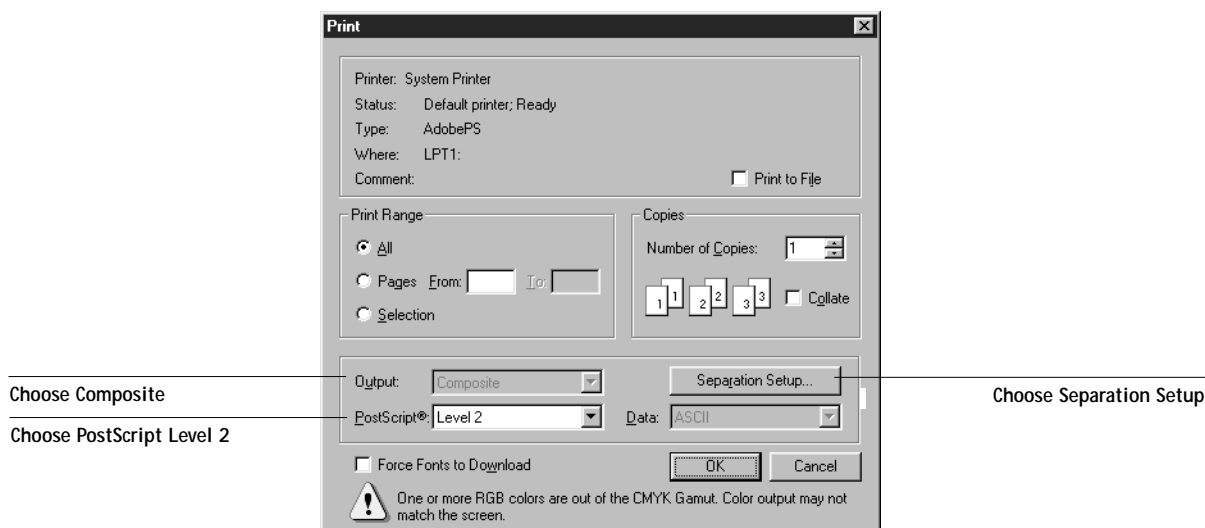 Print
Printer: System Printer
Status: Default printer; Ready
Type: AdobePS
Where: LPT1:
Comment:
Print to File
Print Range
All
Pages From: To:
Selection
Copies
Number of Copies: 1
1 1 2 2 3 3 Collate
Output: Composite Separation Setup...
PostScript®: Level 2 Data: ASCII
Force Fonts to Download
OK Cancel
One or more RGB colors are out of the CMYK Gamut. Color output may not
match the screen.
Choose Composite
Choose PostScript Level 2
Choose Separation Setup